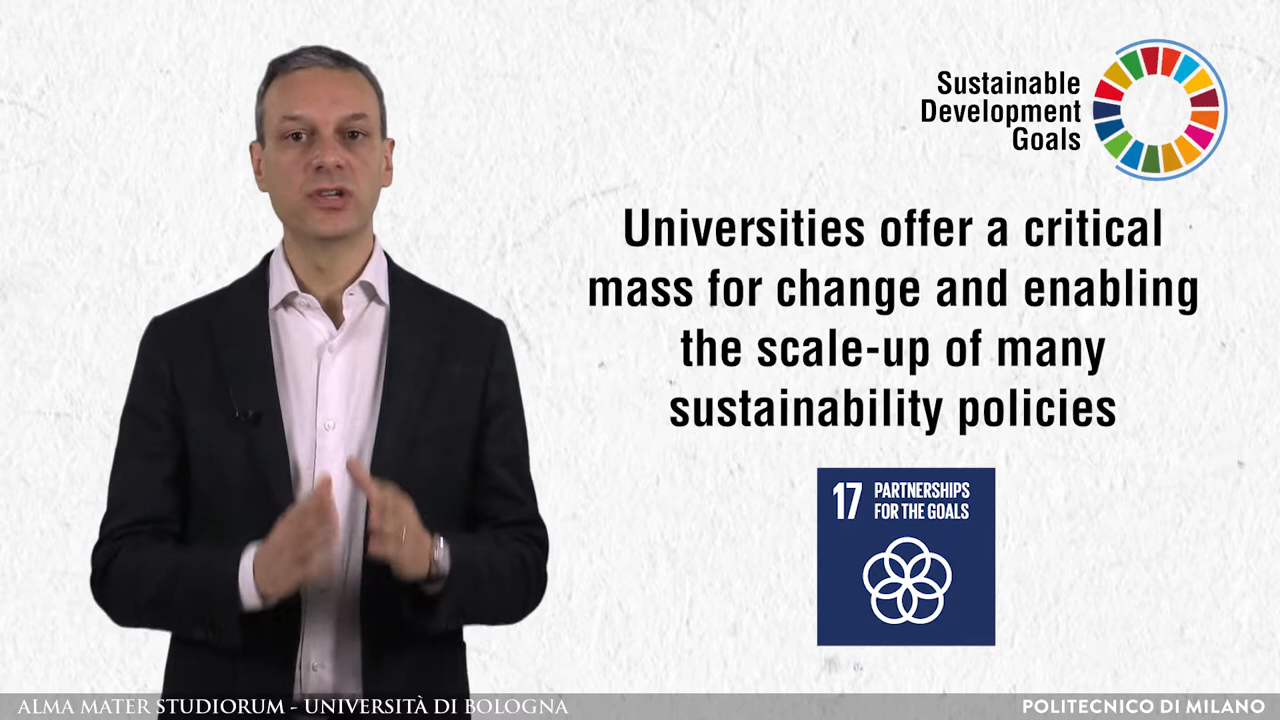 Sustainable
Development
Goals
Universities offer a critical
mass for change and enabling
the scale-up of many
sustainability policies
17 PARTNERSHIPS
FOR THE GOALS
ALMA MATER STUDIORUM - UNIVERSITÀ DI BOLOGNA
POLITECNICO DI MILANO